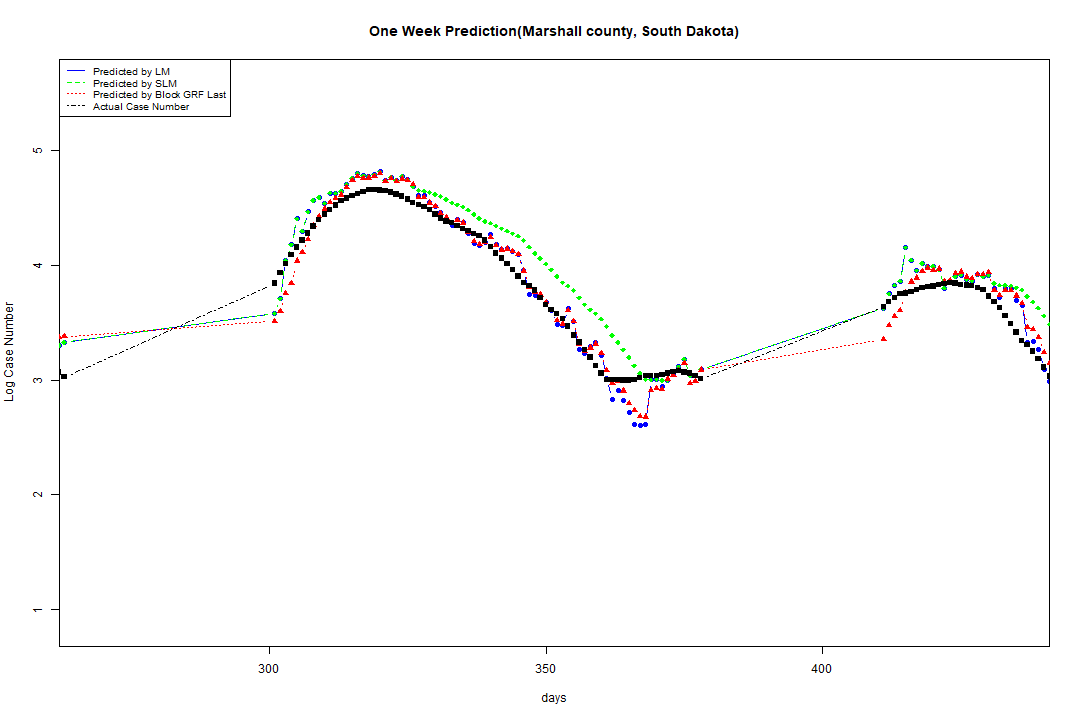 One Week Prediction(Marshall county, South Dakota)
Predicted by LM
Predicted by SLM
Predicted by Block GRF Last
Actual Case Number
5
4
3
2
1
Log Case Number
300
350
400
days